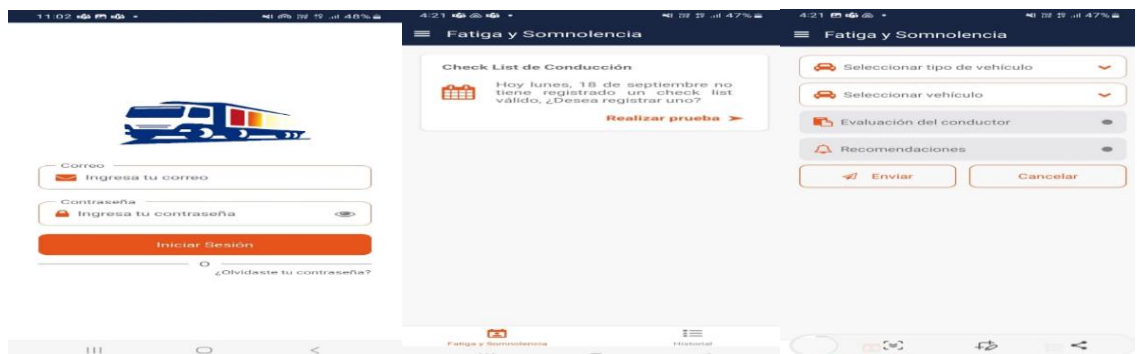 11:02
48%
Correo
Ingresa tu correo
Contraseña
Ingresa tu contraseña
Iniciar Sesión
O
¿Olvidaste tu contraseña?
4:21
47%
Fatiga y Somnolencia
Check List de Conducción
Hoy lunes, 18 de septiembre no
tiene registrado un check list
válido, ¿Desea registrar uno?
Realizar prueba
Fatiga y Somnolencia
Historial
4:21
47%
Fatiga y Somnolencia
Seleccionar tipo de vehículo
Seleccionar vehículo
Evaluación del conductor
Recomendaciones
Enviar
Cancelar